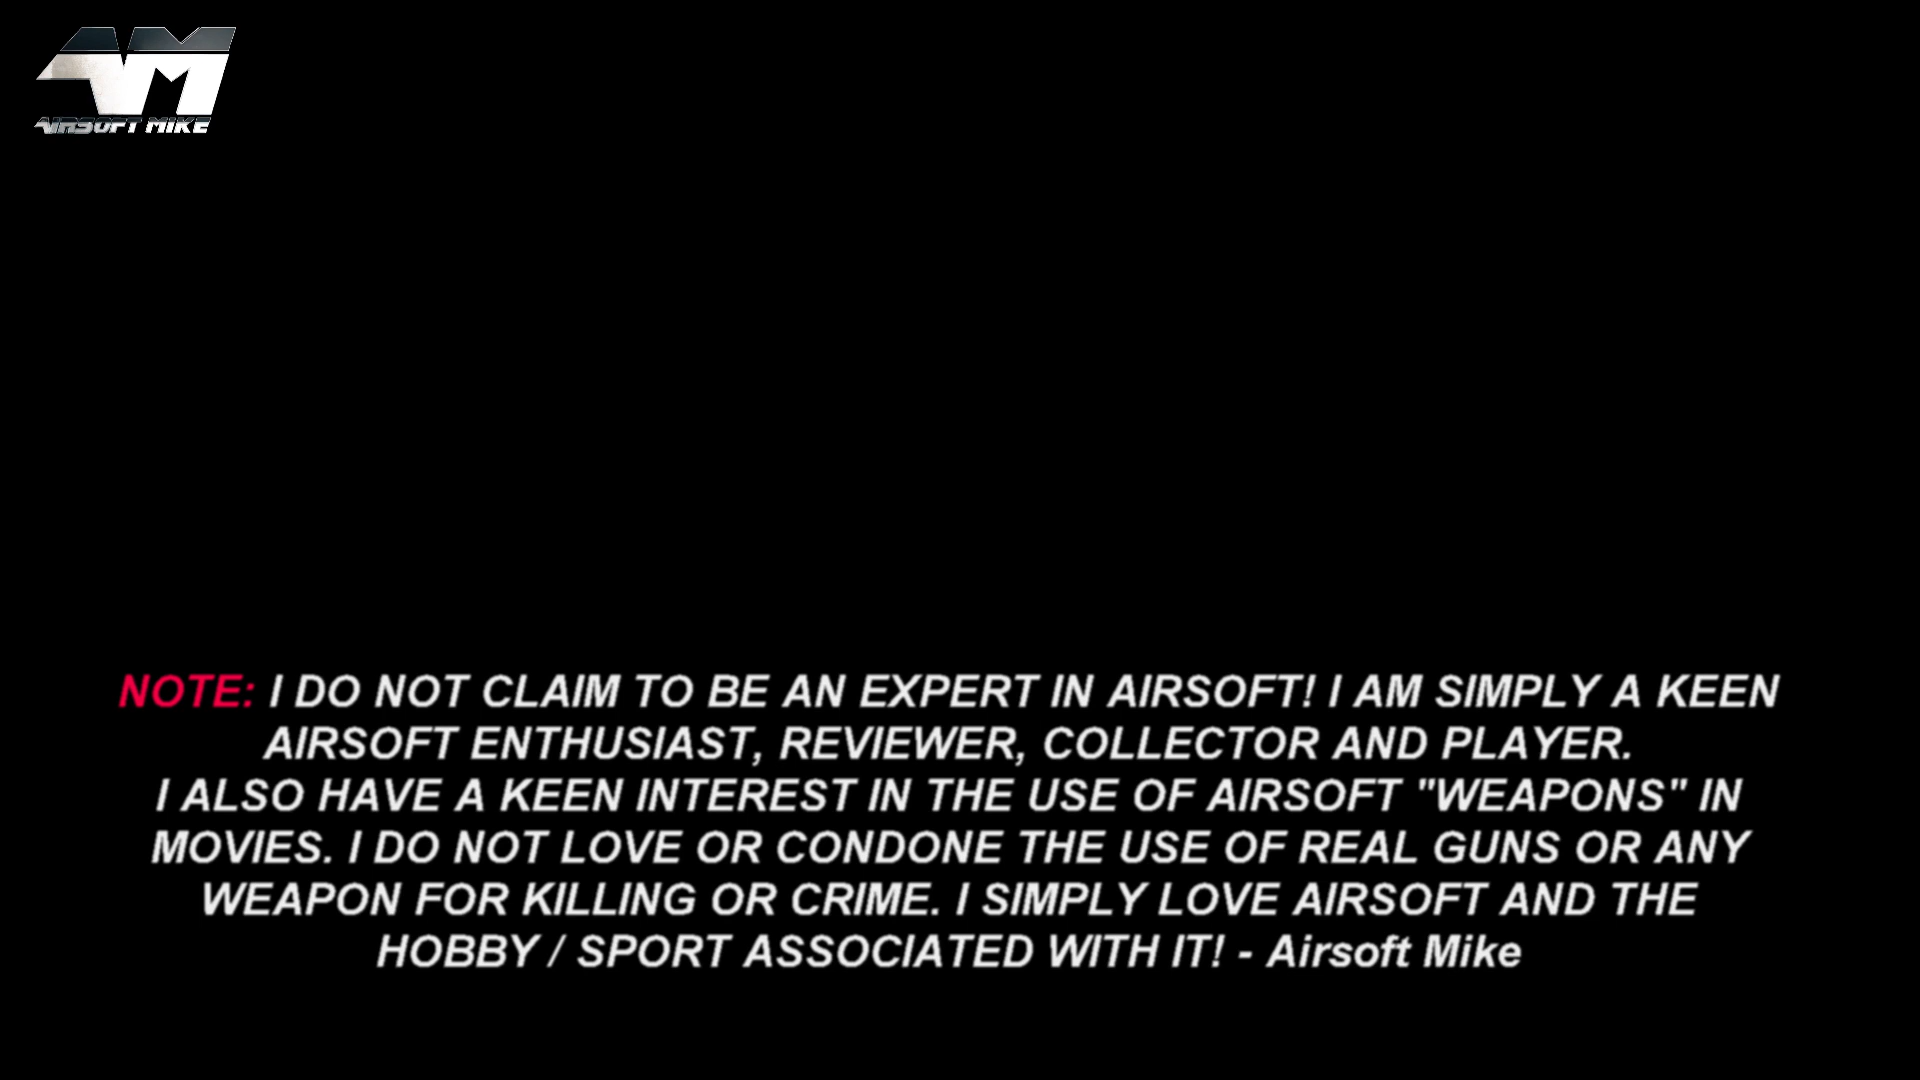 AM
AIRSOFT MIKE
NOTE: I DO NOT CLAIM TO BE AN EXPERT IN AIRSOFT! I AM SIMPLY A KEEN
AIRSOFT ENTHUSIAST, REVIEWER, COLLECTOR AND PLAYER.
I ALSO HAVE A KEEN INTEREST IN THE USE OF AIRSOFT "WEAPONS" IN
MOVIES. I DO NOT LOVE OR CONDONE THE USE OF REAL GUNS OR ANY
WEAPON FOR KILLING OR CRIME. I SIMPLY LOVE AIRSOFT AND THE
HOBBY / SPORT ASSOCIATED WITH IT! - Airsoft Mike